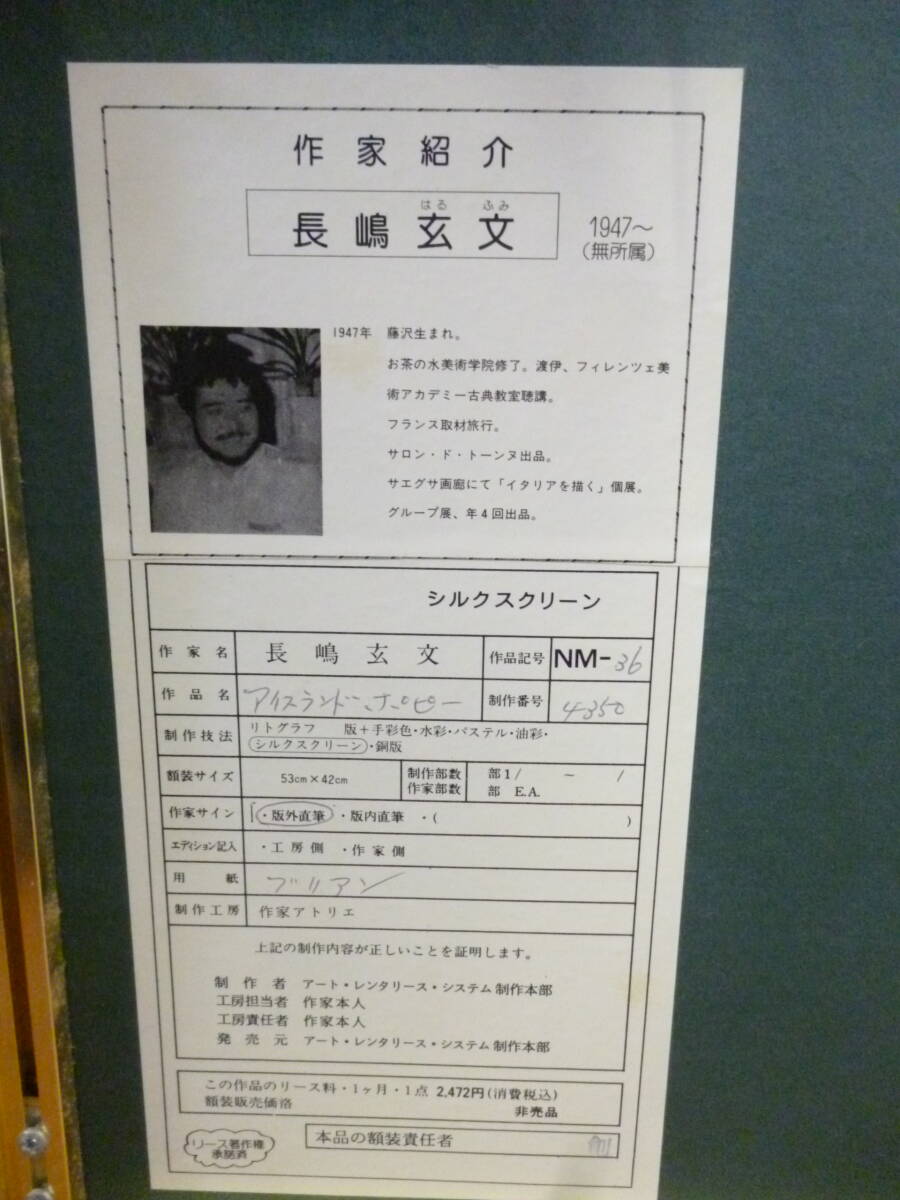 作家紹介
はる ふみ
長嶋玄文
1947〜
(無所属)
1947年 藤沢生まれ。
お茶の水美術学院修了。渡伊、フィレンツェ美
術アカデミー古典教室聴講。
フランス取材旅行。
サロン・ド・トーンヌ出品。
サエグサ画廊にて「イタリアを描く」個展。
グループ展、年4回出品。
シルクスクリーン
作家名 長嶋玄文 作品記号 NM-36
作品名 アイスランド、ポピー 制作番号 4350
制作技法 リトグラフ 版+手彩色・水彩・パステル・油彩・
シルクスクリーン・銅版
額装サイズ 53cm×42cm 制作部数 部1/ 〜 /
作家部数 部 E.A.
作家サイン ・版外直筆 ・版内直筆 ・( )
エディション記入 ・工房側 ・作家側
用紙 ブリアン
制作工房 作家アトリエ
上記の制作内容が正しいことを証明します。
制作者 アート・レンタリース・システム制作本部
工房担当者 作家本人
工房責任者 作家本人
発売元 アート・レンタリース・システム制作本部
この作品のリース料・1ヶ月・1点 2,472円(消費税込)
額装販売価洛 非売品
リース著作権
承諾済
本品の額装責任者